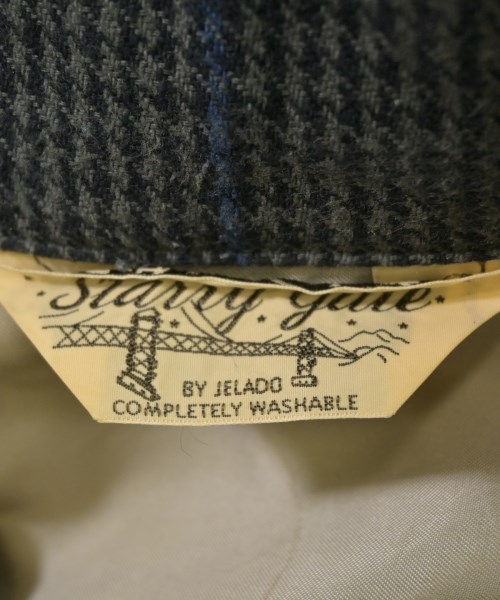 Starry Gate
BY JELADO
COMPLETELY WASHABLE